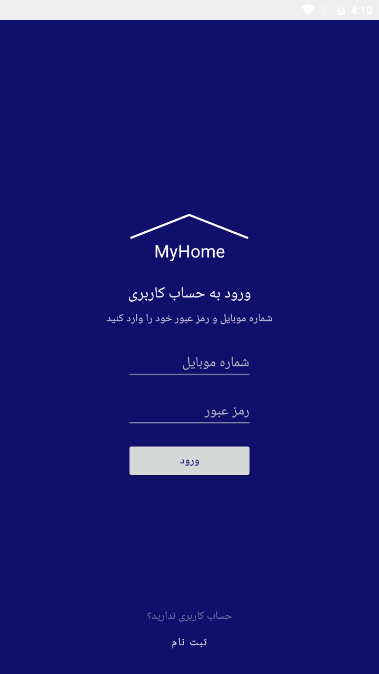 4:10
MyHome
ورود به حساب کاربری
شماره موبایل و رمز عبور خود را وارد کنید
شماره موبایل
رمز عبور
ورود
حساب کاربری ندارید؟
ثبت نام